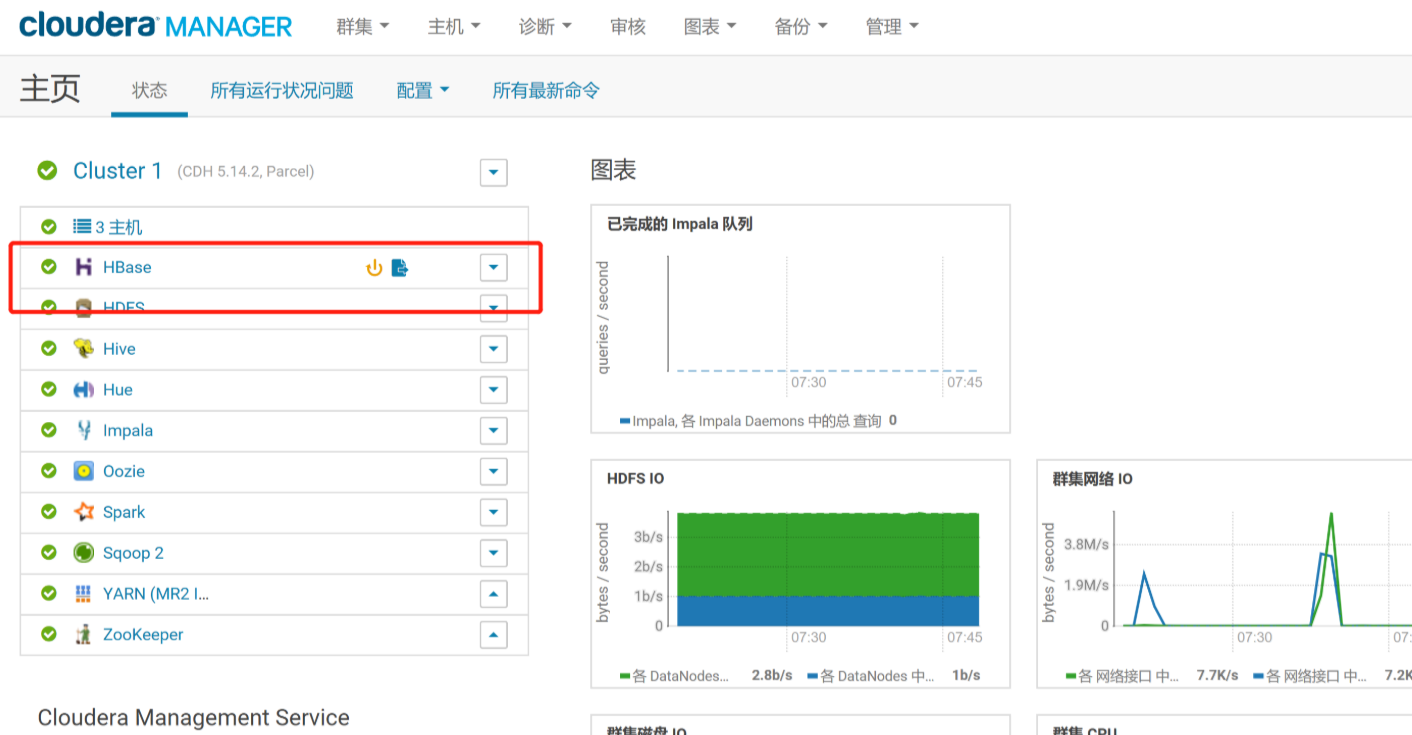 cloudera MANAGER 群集 主机 诊断 审核 图表 备份 管理
主页 状态 所有运行状况问题 配置 所有最新命令
Cluster 1 (CDH 5.14.2, Parcel)
3 主机
HBase
HDFS
Hive
Hue
Impala
Oozie
Spark
Sqoop 2
YARN (MR2 I...
ZooKeeper
Cloudera Management Service
图表
已完成的 Impala 队列
queries / second
07:30 07:45
Impala, 各 Impala Daemons 中的总 查询 0
HDFS IO
bytes / second
3b/s
2b/s
1b/s
0
07:30 07:45
各 DataNodes... 2.8b/s 各 DataNodes 中... 1b/s
群集网络 IO
bytes / second
3.8M/s
1.9M/s
0
07:30 07:
各 网络接口 中... 7.7K/s 各 网络接口 中... 7.2K
群集磁盘 IO
群集 CPU